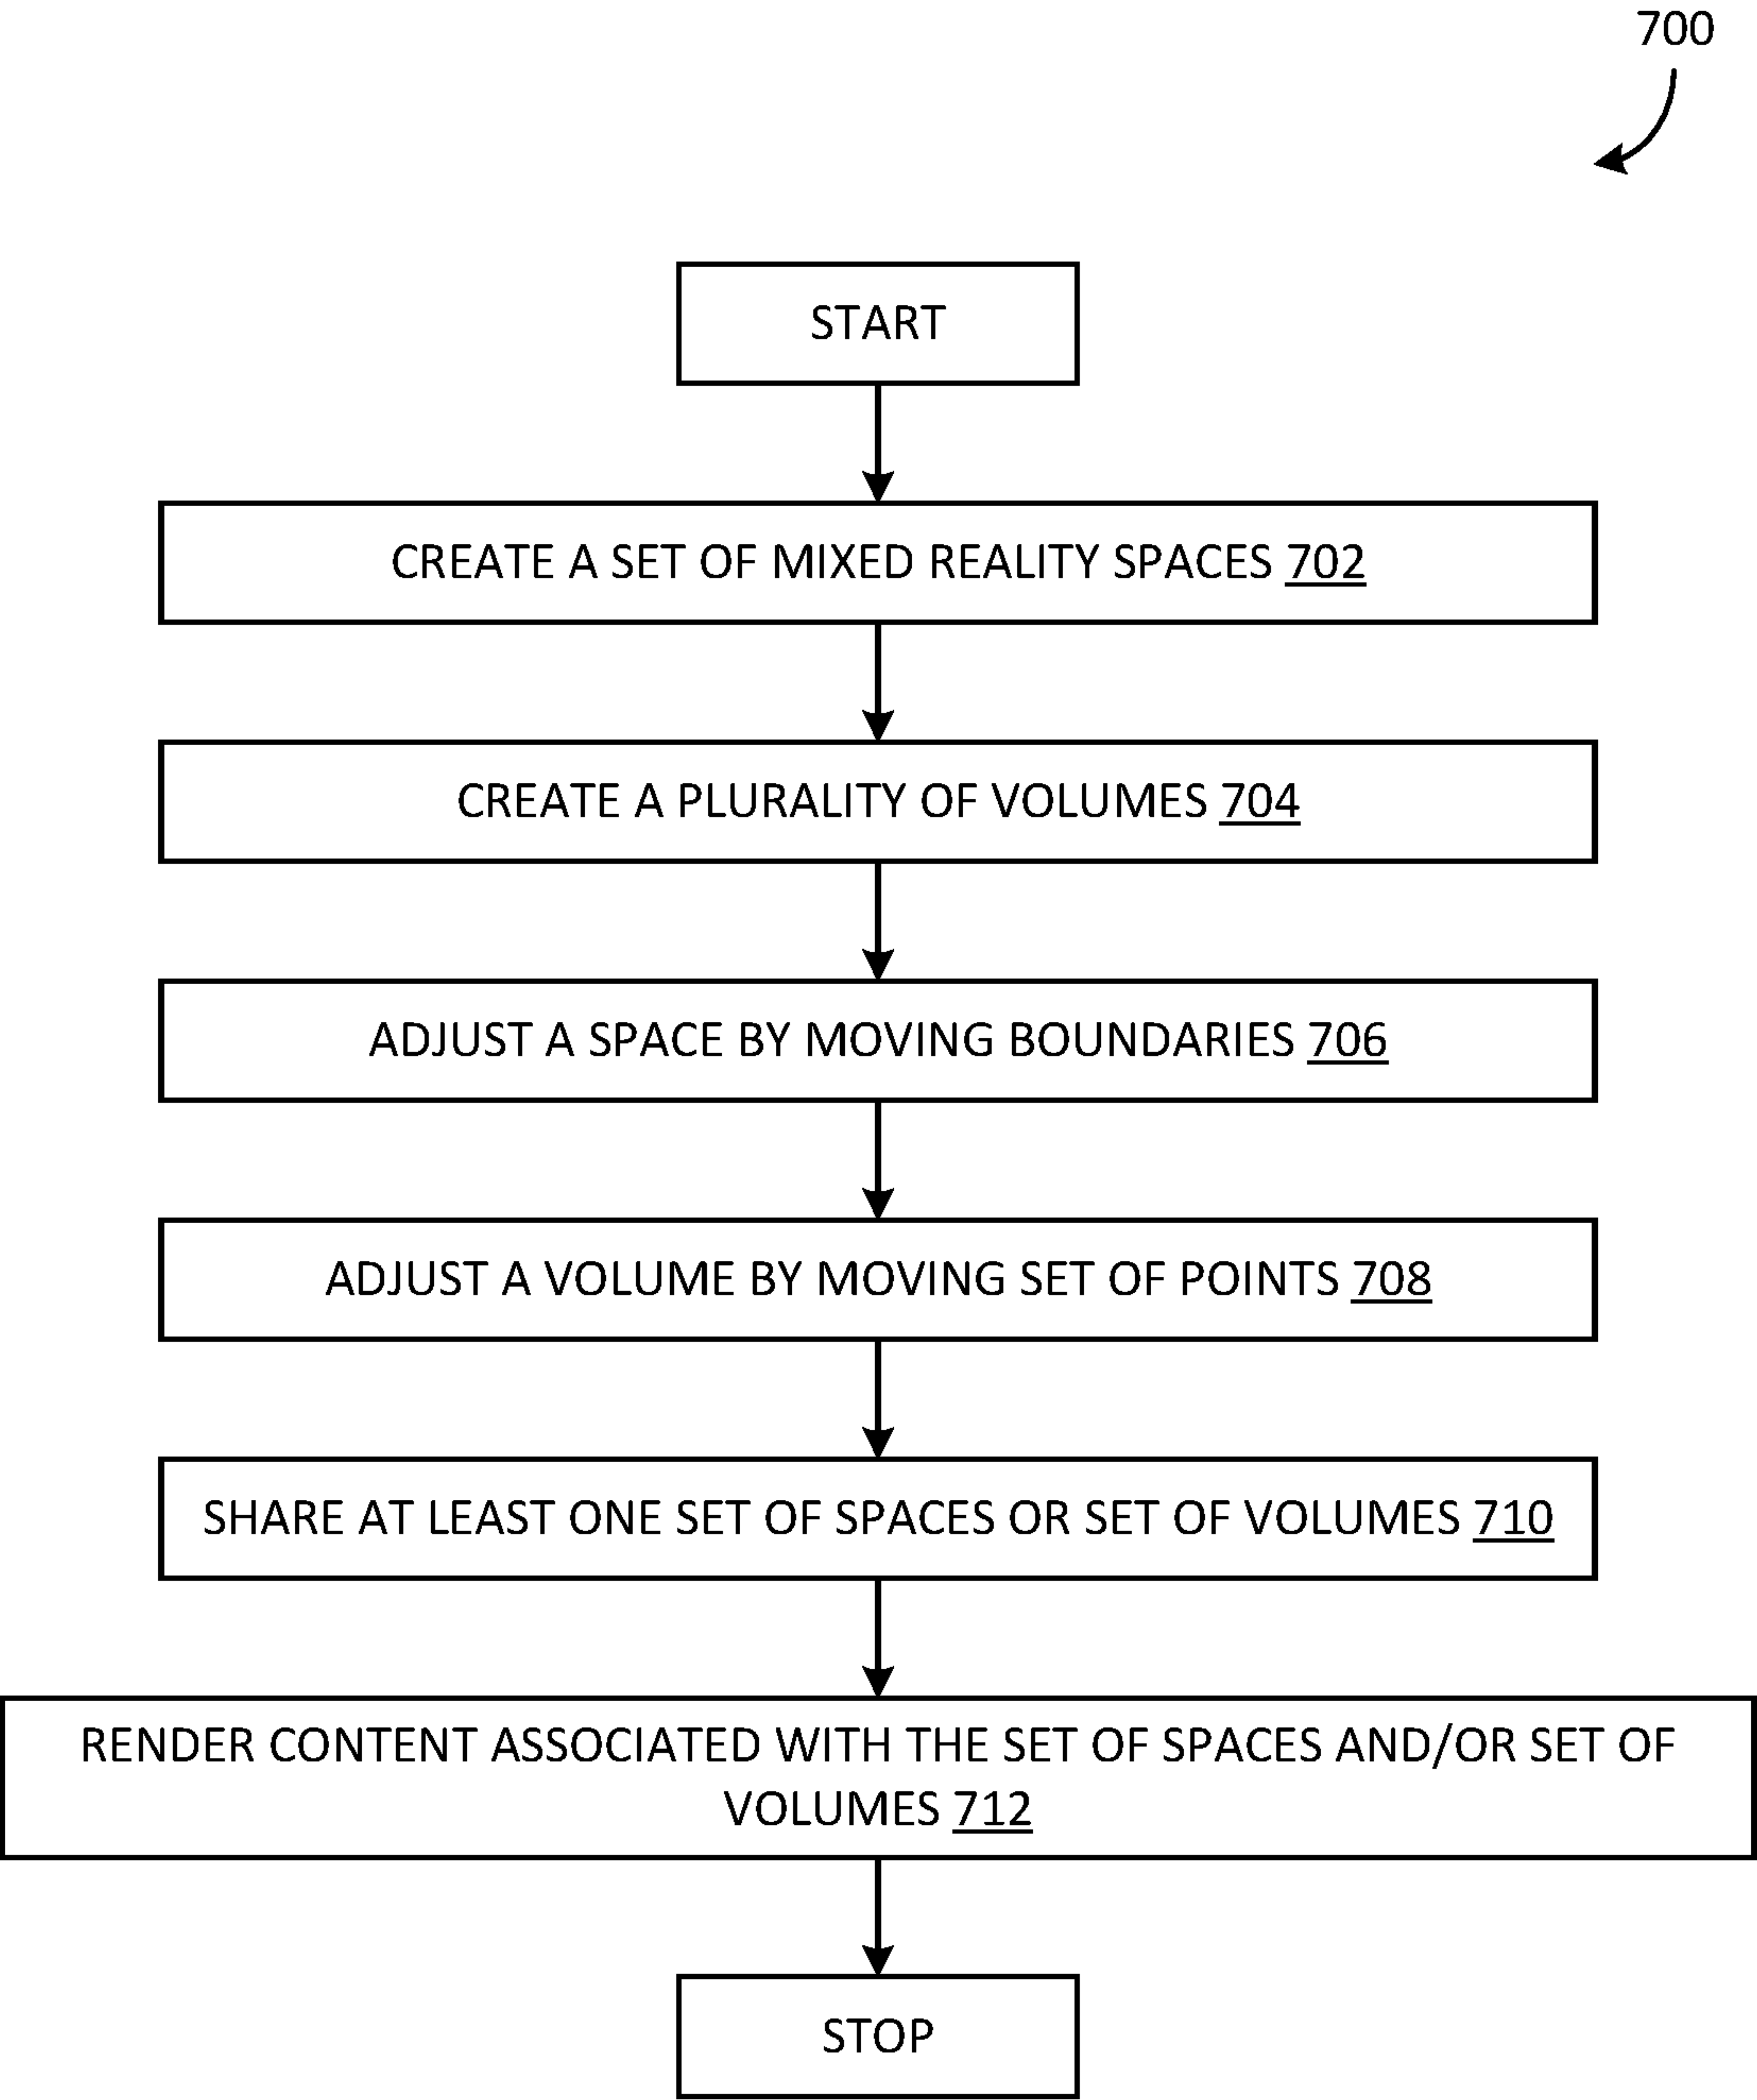 700
START
CREATE A SET OF MIXED REALITY SPACES 702
CREATE A PLURALITY OF VOLUMES 704
ADJUST A SPACE BY MOVING BOUNDARIES 706
ADJUST A VOLUME BY MOVING SET OF POINTS 708
SHARE AT LEAST ONE SET OF SPACES OR SET OF VOLUMES 710
RENDER CONTENT ASSOCIATED WITH THE SET OF SPACES AND/OR SET OF
VOLUMES 712
STOP